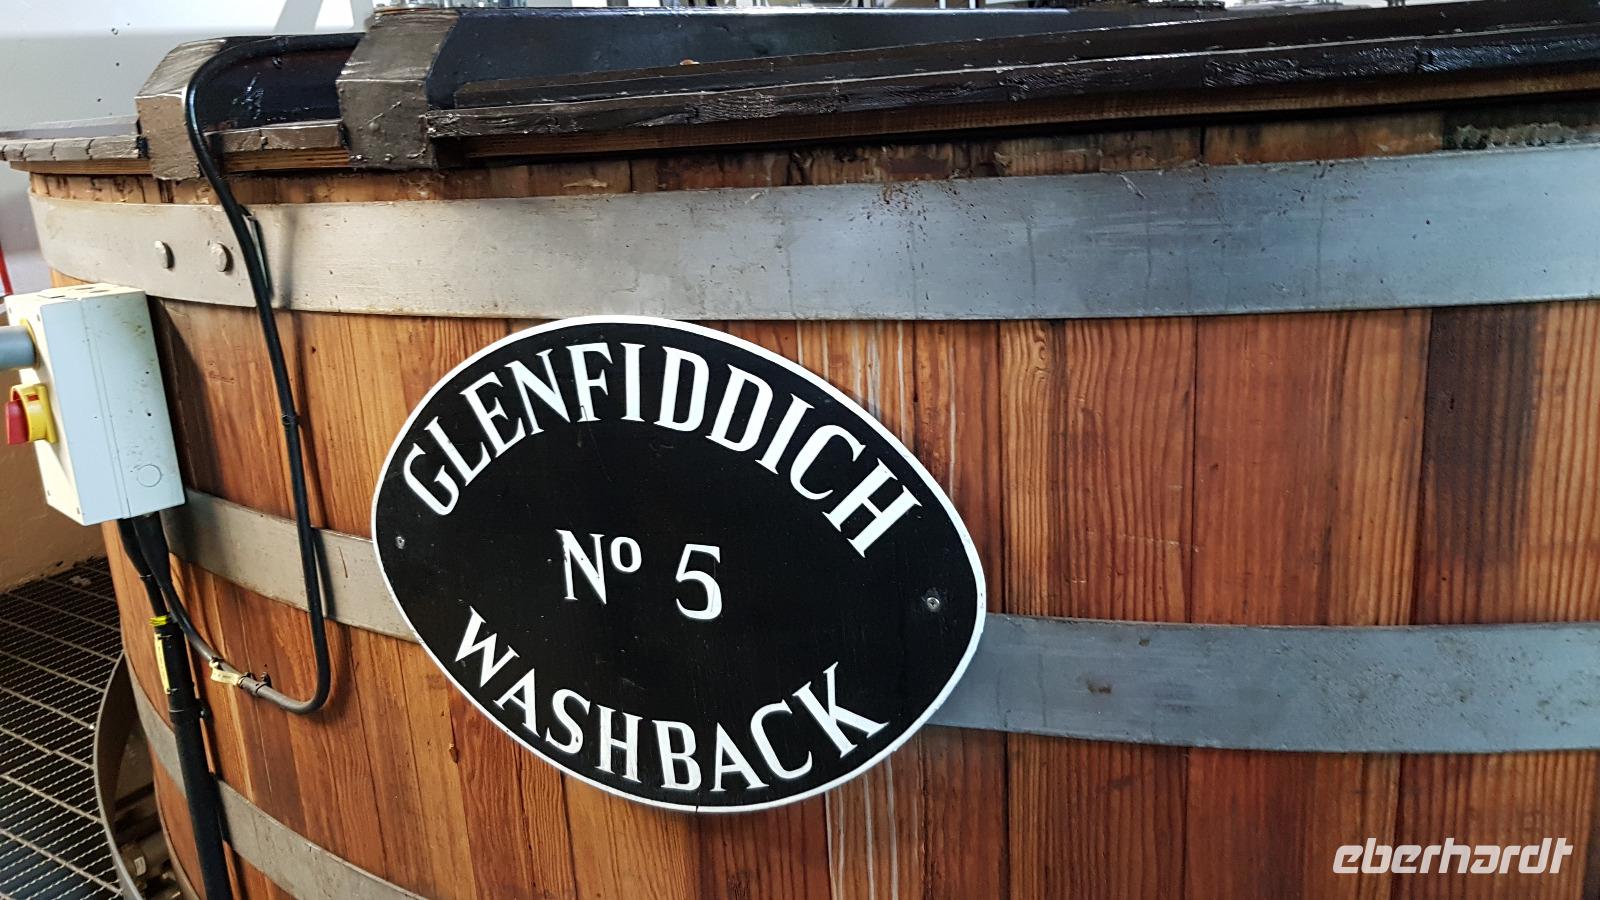 GLENFIDDICH
Nº 5
WASHBACK
eberhardt